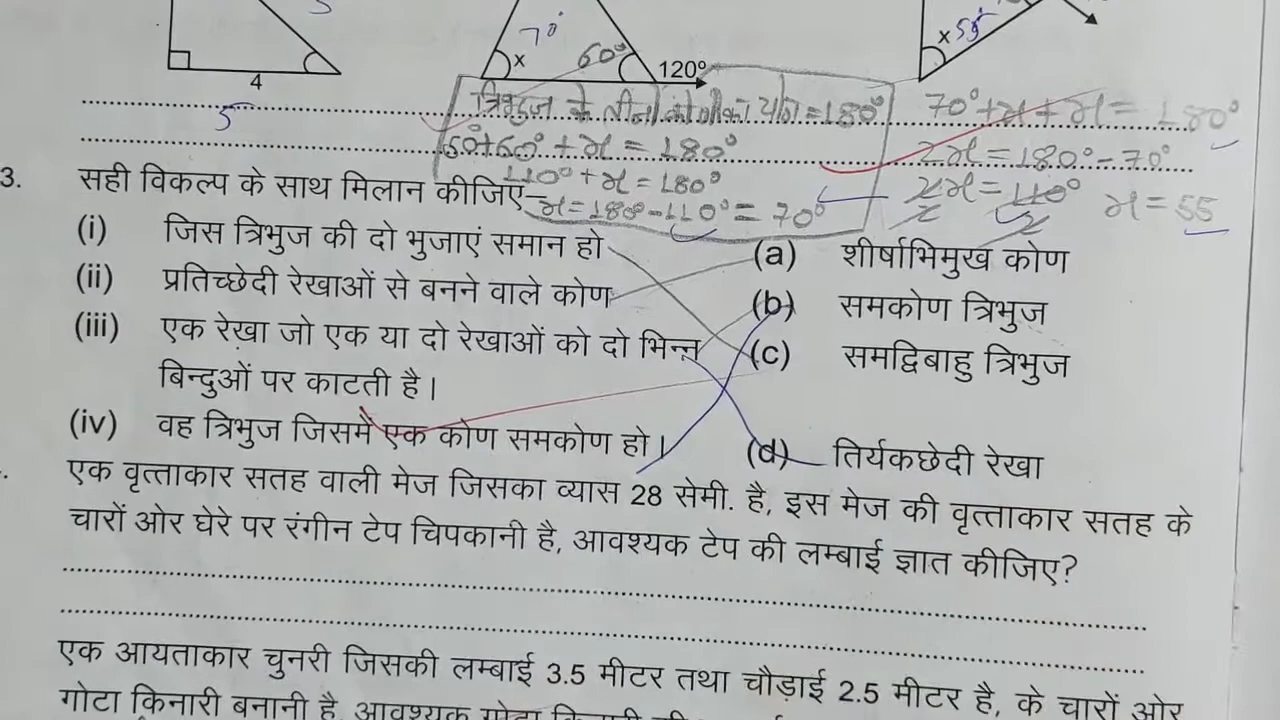 7° 60° 120° x 55°
x
4
5
त्रिभुज के तीनों कोणों का योग = 180° 70° + x + x = 180°
50+60° + x = 180° 2x = 180° - 70°
110° + x = 180° 2x = 110° x = 55
x = 180° - 110° = 70°
3. सही विकल्प के साथ मिलान कीजिए–
(i) जिस त्रिभुज की दो भुजाएं समान हो (a) शीर्षाभिमुख कोण
(ii) प्रतिच्छेदी रेखाओं से बनने वाले कोण (b) समकोण त्रिभुज
(iii) एक रेखा जो एक या दो रेखाओं को दो भिन्न (c) समद्विबाहु त्रिभुज
बिन्दुओं पर काटती है।
(iv) वह त्रिभुज जिसमें एक कोण समकोण हो। (d) तिर्यकछेदी रेखा
एक वृत्ताकार सतह वाली मेज जिसका व्यास 28 सेमी. है, इस मेज की वृत्ताकार सतह के
चारों ओर घेरे पर रंगीन टेप चिपकानी है, आवश्यक टेप की लम्बाई ज्ञात कीजिए?
एक आयताकार चुनरी जिसकी लम्बाई 3.5 मीटर तथा चौड़ाई 2.5 मीटर है, के चारों ओर
गोटा किनारी बनानी है, आवश्यक गोटा